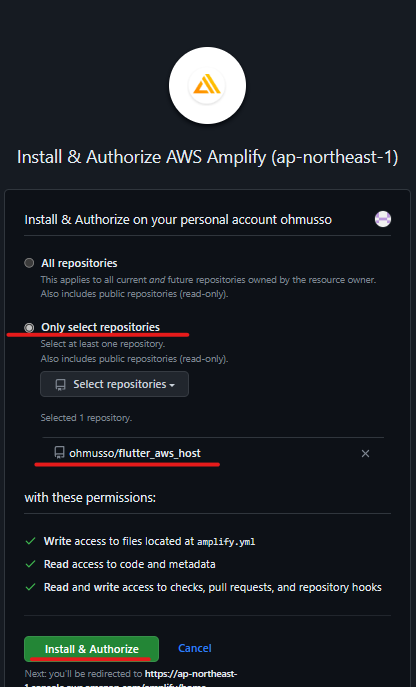 Install & Authorize AWS Amplify (ap-northeast-1)
Install & Authorize on your personal account ohmusso
All repositories
This applies to all current and future repositories owned by the resource owner.
Also includes public repositories (read-only).
Only select repositories
Select at least one repository.
Also includes public repositories (read-only).
Select repositories
Selected 1 repository.
ohmusso/flutter_aws_host
with these permissions:
Write access to files located at amplify.yml
Read access to code and metadata
Read and write access to checks, pull requests, and repository hooks
Install & Authorize Cancel
Next: you'll be redirected to https://ap-northeast-
1.console.aws.amazon.com/amplify/home